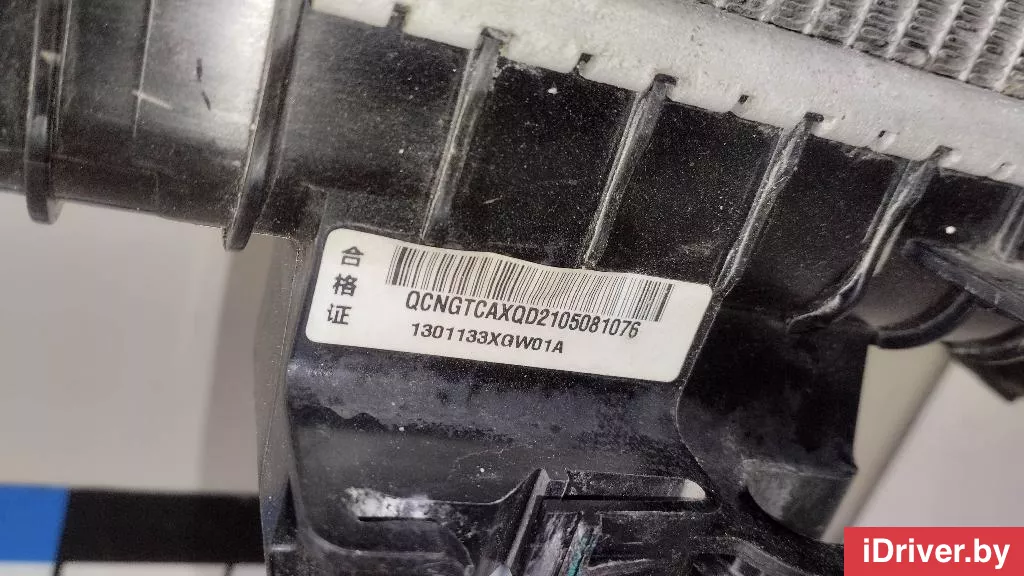 合格证
QCNGTCAXQD2105081076
1301133XGW01A
iDriver.by